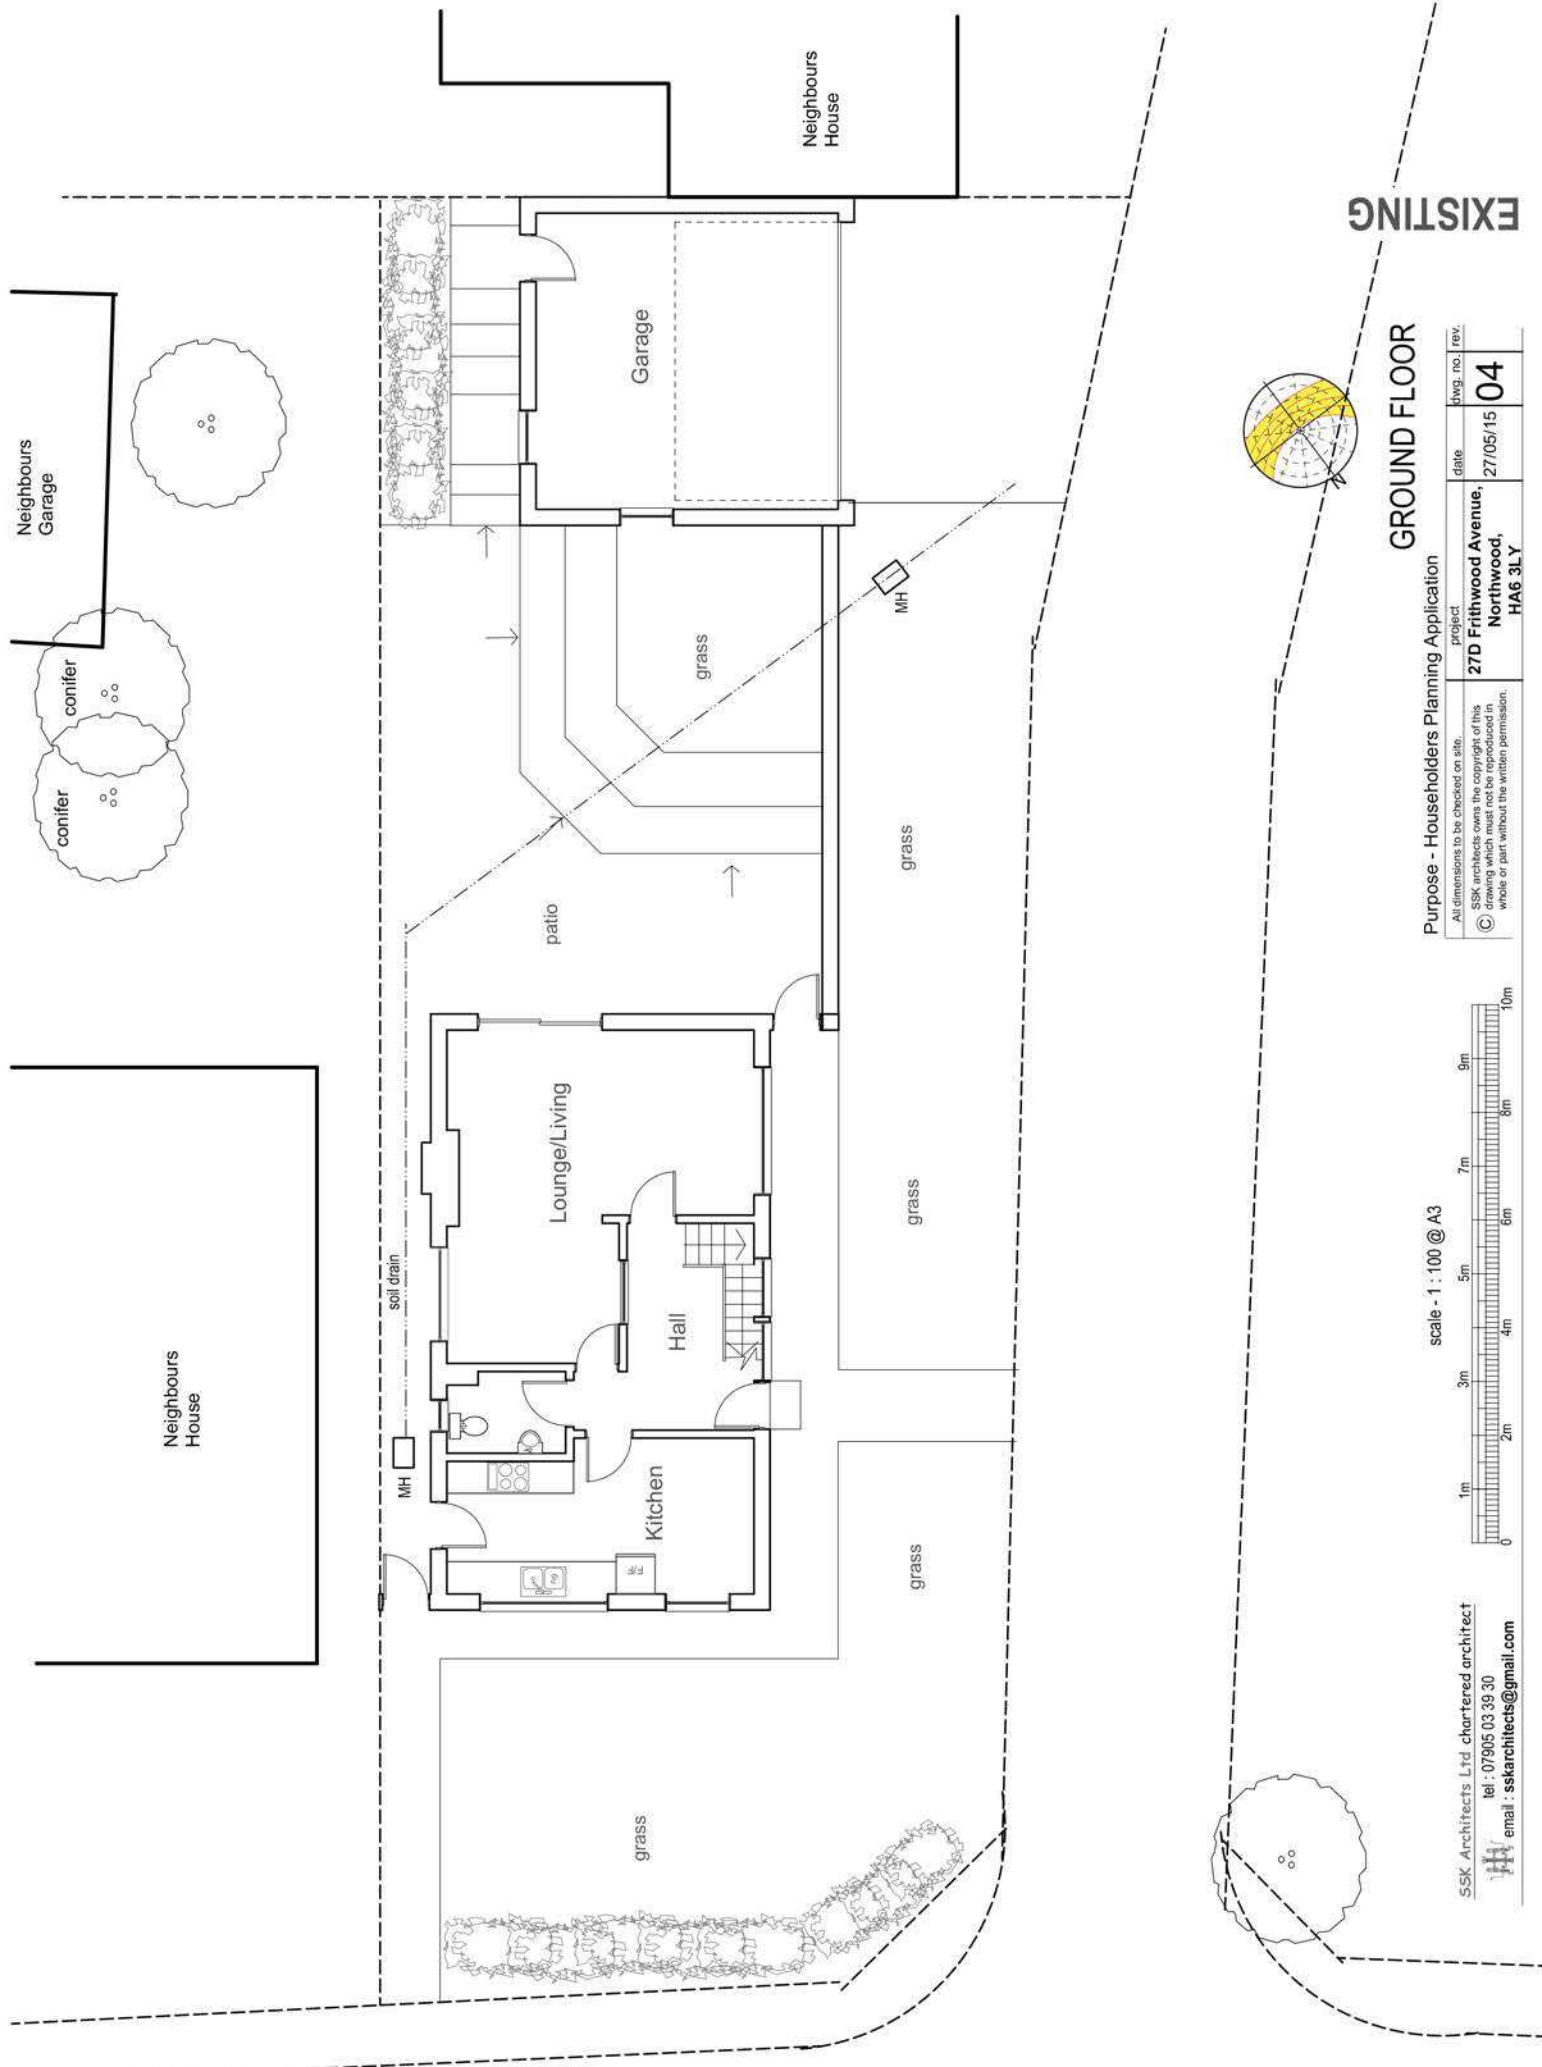 Neighbours
House
Neighbours
Garage
conifer
conifer
Neighbours
House
soil drain
MH
patio
grass
Garage
MH
Lounge/Living
Hall
Kitchen
grass
grass
grass
grass
EXISTING
GROUND FLOOR
Purpose - Householders Planning Application
All dimensions to be checked on site.
© SSK architects owns the copyright of this
drawing which must not be reproduced in
whole or part without the written permission.
project
27D Frithwood Avenue,
Northwood,
HA6 3LY
date
27/05/15
dwg. no.
04
rev.
N
scale - 1 : 100 @ A3
1m 3m 5m 7m 9m
0 2m 4m 6m 8m 10m
SSK Architects Ltd chartered architect
tel : 07905 03 39 30
email : sskarchitects@gmail.com